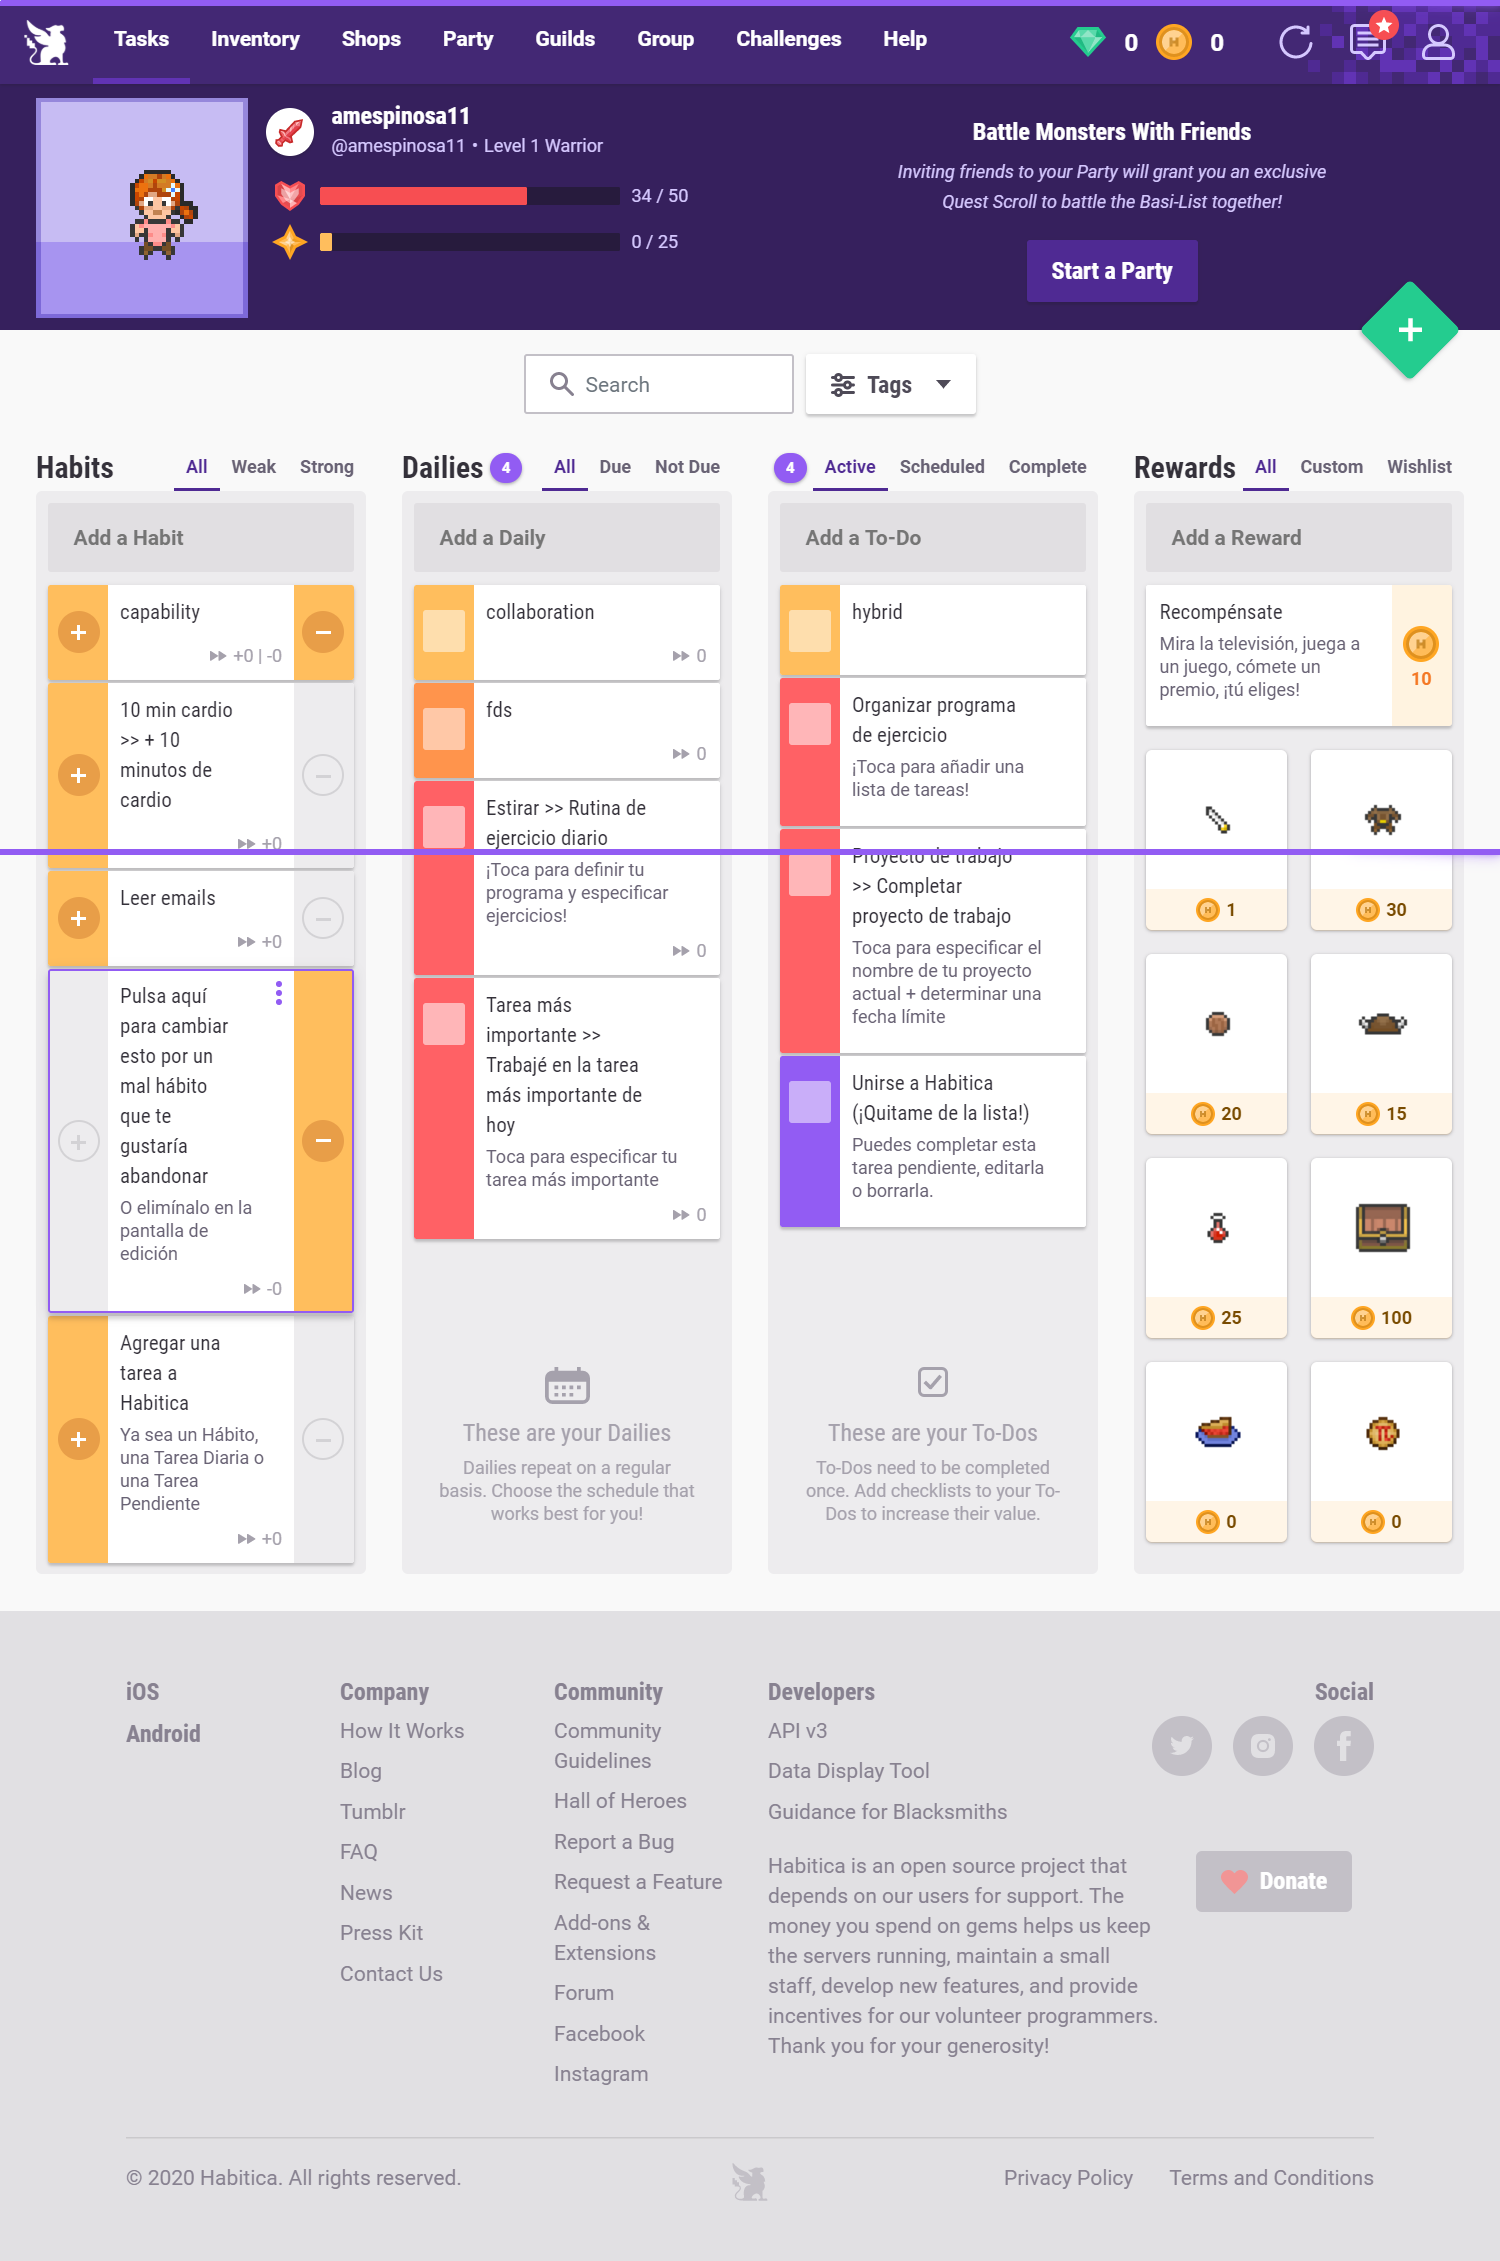 Tasks Inventory Shops Party Guilds Group Challenges Help 0 0
amespinosa11
@amespinosa11 • Level 1 Warrior
34 / 50
0 / 25
Battle Monsters With Friends
Inviting friends to your Party will grant you an exclusive
Quest Scroll to battle the Basi-List together!
Start a Party
Search
Tags
Habits All Weak Strong
Add a Habit
capability
+0 | -0
10 min cardio
>> + 10
minutos de
cardio
+0
Leer emails
+0
Pulsa aquí
para cambiar
esto por un
mal hábito
que te
gustaría
abandonar
O elimínalo en la
pantalla de
edición
-0
Agregar una
tarea a
Habitica
Ya sea un Hábito,
una Tarea Diaria o
una Tarea
Pendiente
+0
Dailies 4 All Due Not Due
Add a Daily
collaboration
0
fds
0
Estirar >> Rutina de
ejercicio diario
¡Toca para definir tu
programa y especificar
ejercicios!
0
Tarea más
importante >>
Trabajé en la tarea
más importante de
hoy
Toca para especificar tu
tarea más importante
0
These are your Dailies
Dailies repeat on a regular
basis. Choose the schedule that
works best for you!
4 Active Scheduled Complete
Add a To-Do
hybrid
Organizar programa
de ejercicio
¡Toca para añadir una
lista de tareas!
Proyecto de trabajo
>> Completar
proyecto de trabajo
Toca para especificar el
nombre de tu proyecto
actual + determinar una
fecha límite
Unirse a Habitica
(¡Quitame de la lista!)
Puedes completar esta
tarea pendiente, editarla
o borrarla.
These are your To-Dos
To-Dos need to be completed
once. Add checklists to your To-
Dos to increase their value.
Rewards All Custom Wishlist
Add a Reward
Recompénsate
Mira la televisión, juega a
un juego, cómete un
premio, ¡tú eliges!
10
1 30
20 15
25 100
0 0
iOS
Android
Company
How It Works
Blog
Tumblr
FAQ
News
Press Kit
Contact Us
Community
Community
Guidelines
Hall of Heroes
Report a Bug
Request a Feature
Add-ons &
Extensions
Forum
Facebook
Instagram
Developers
API v3
Data Display Tool
Guidance for Blacksmiths
Habitica is an open source project that
depends on our users for support. The
money you spend on gems helps us keep
the servers running, maintain a small
staff, develop new features, and provide
incentives for our volunteer programmers.
Thank you for your generosity!
Social
Donate
© 2020 Habitica. All rights reserved.
Privacy Policy Terms and Conditions